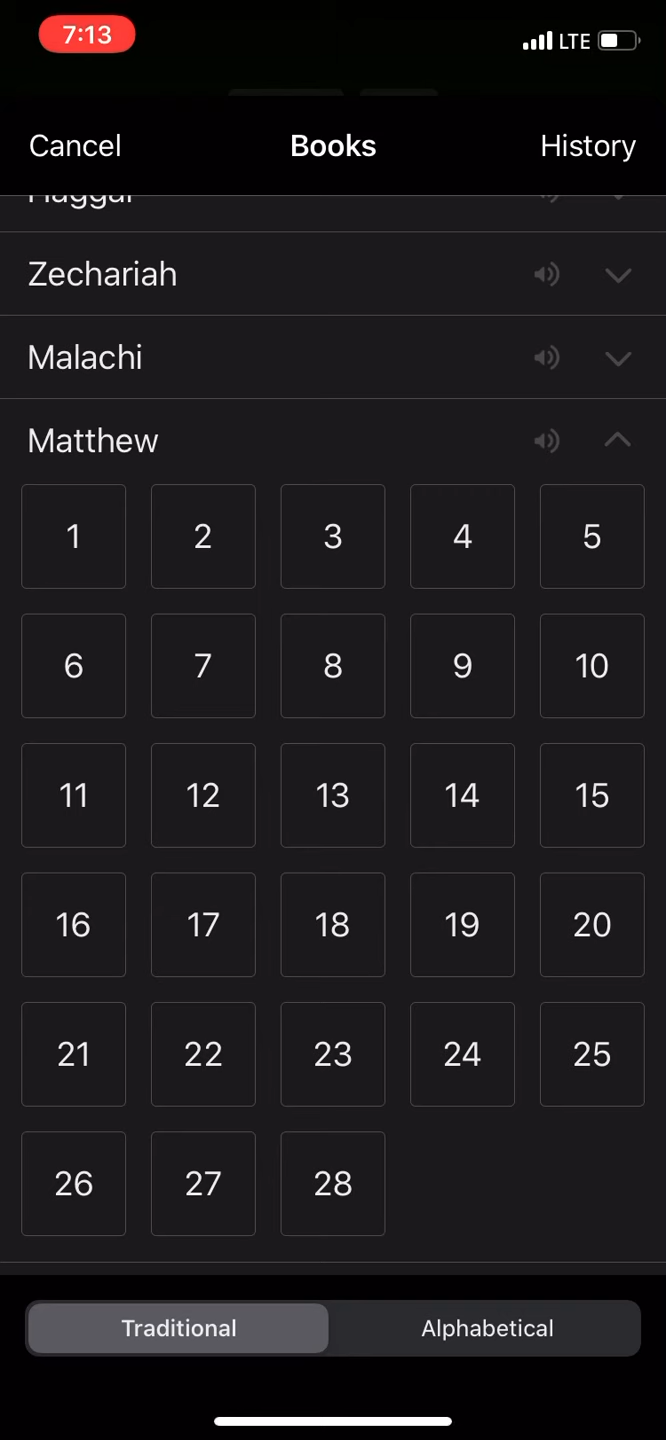 7:13 LTE
Cancel Books History
Haggai
Zechariah
Malachi
Matthew
1 2 3 4 5
6 7 8 9 10
11 12 13 14 15
16 17 18 19 20
21 22 23 24 25
26 27 28
Traditional Alphabetical